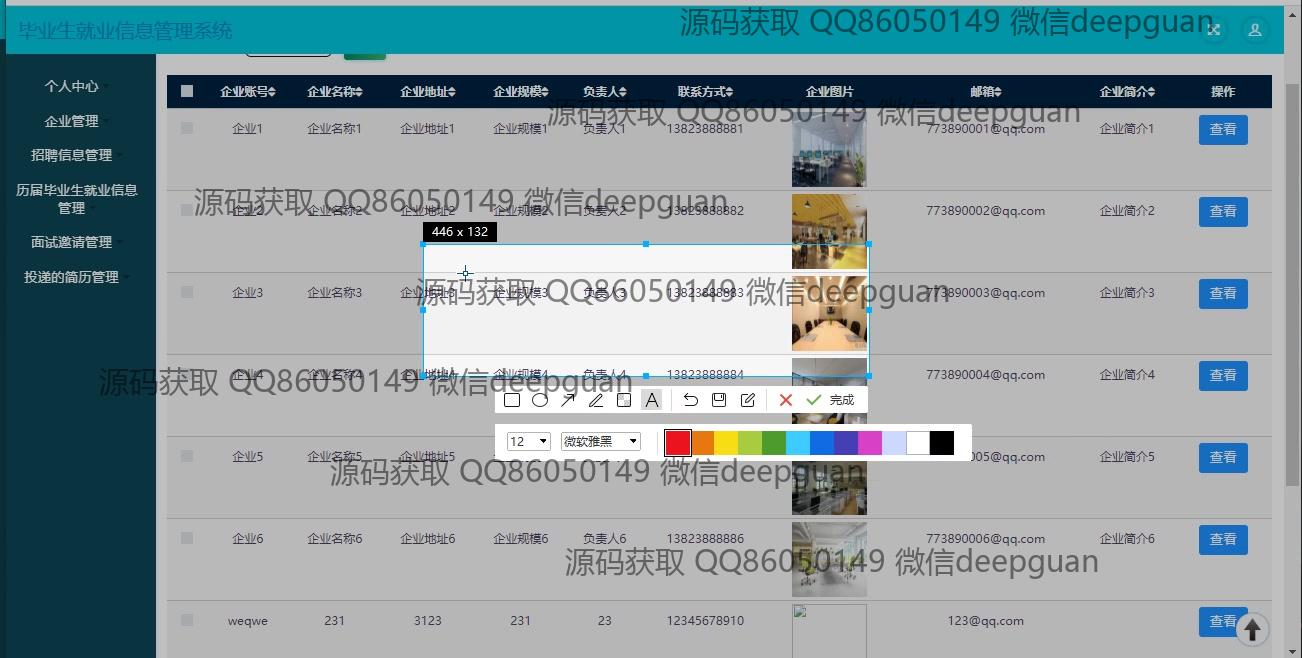 毕业生就业信息管理系统
源码获取 QQ86050149 微信deepguan
个人中心
企业管理
招聘信息管理
历届毕业生就业信息
管理
面试邀请管理
投递的简历管理
企业账号 企业名称 企业地址 企业规模 负责人 联系方式 企业图片 邮箱 企业简介 操作
源码获取 QQ86050149 微信deepguan
企业1 企业名称1 企业地址1 企业规模1 负责人1 13823888881 773890001@qq.com 企业简介1 查看
源码获取 QQ86050149 微信deepguan
企业2 企业名称2 企业地址2 企业规模2 负责人2 13823888882 773890002@qq.com 企业简介2 查看
446 x 132
源码获取 QQ86050149 微信deepguan
企业3 企业名称3 企业地址3 企业规模3 负责人3 13823888883 773890003@qq.com 企业简介3 查看
源码获取 QQ86050149 微信deepguan
企业4 企业名称4 企业地址4 企业规模4 负责人4 13823888884 773890004@qq.com 企业简介4 查看
A 完成
12 微软雅黑
企业5 企业名称5 企业地址5 005@qq.com 企业简介5 查看
源码获取 QQ86050149 微信deepguan
企业6 企业名称6 企业地址6 企业规模6 负责人6 13823888886 773890006@qq.com 企业简介6 查看
源码获取 QQ86050149 微信deepguan
weqwe 231 3123 231 23 12345678910 123@qq.com 查看